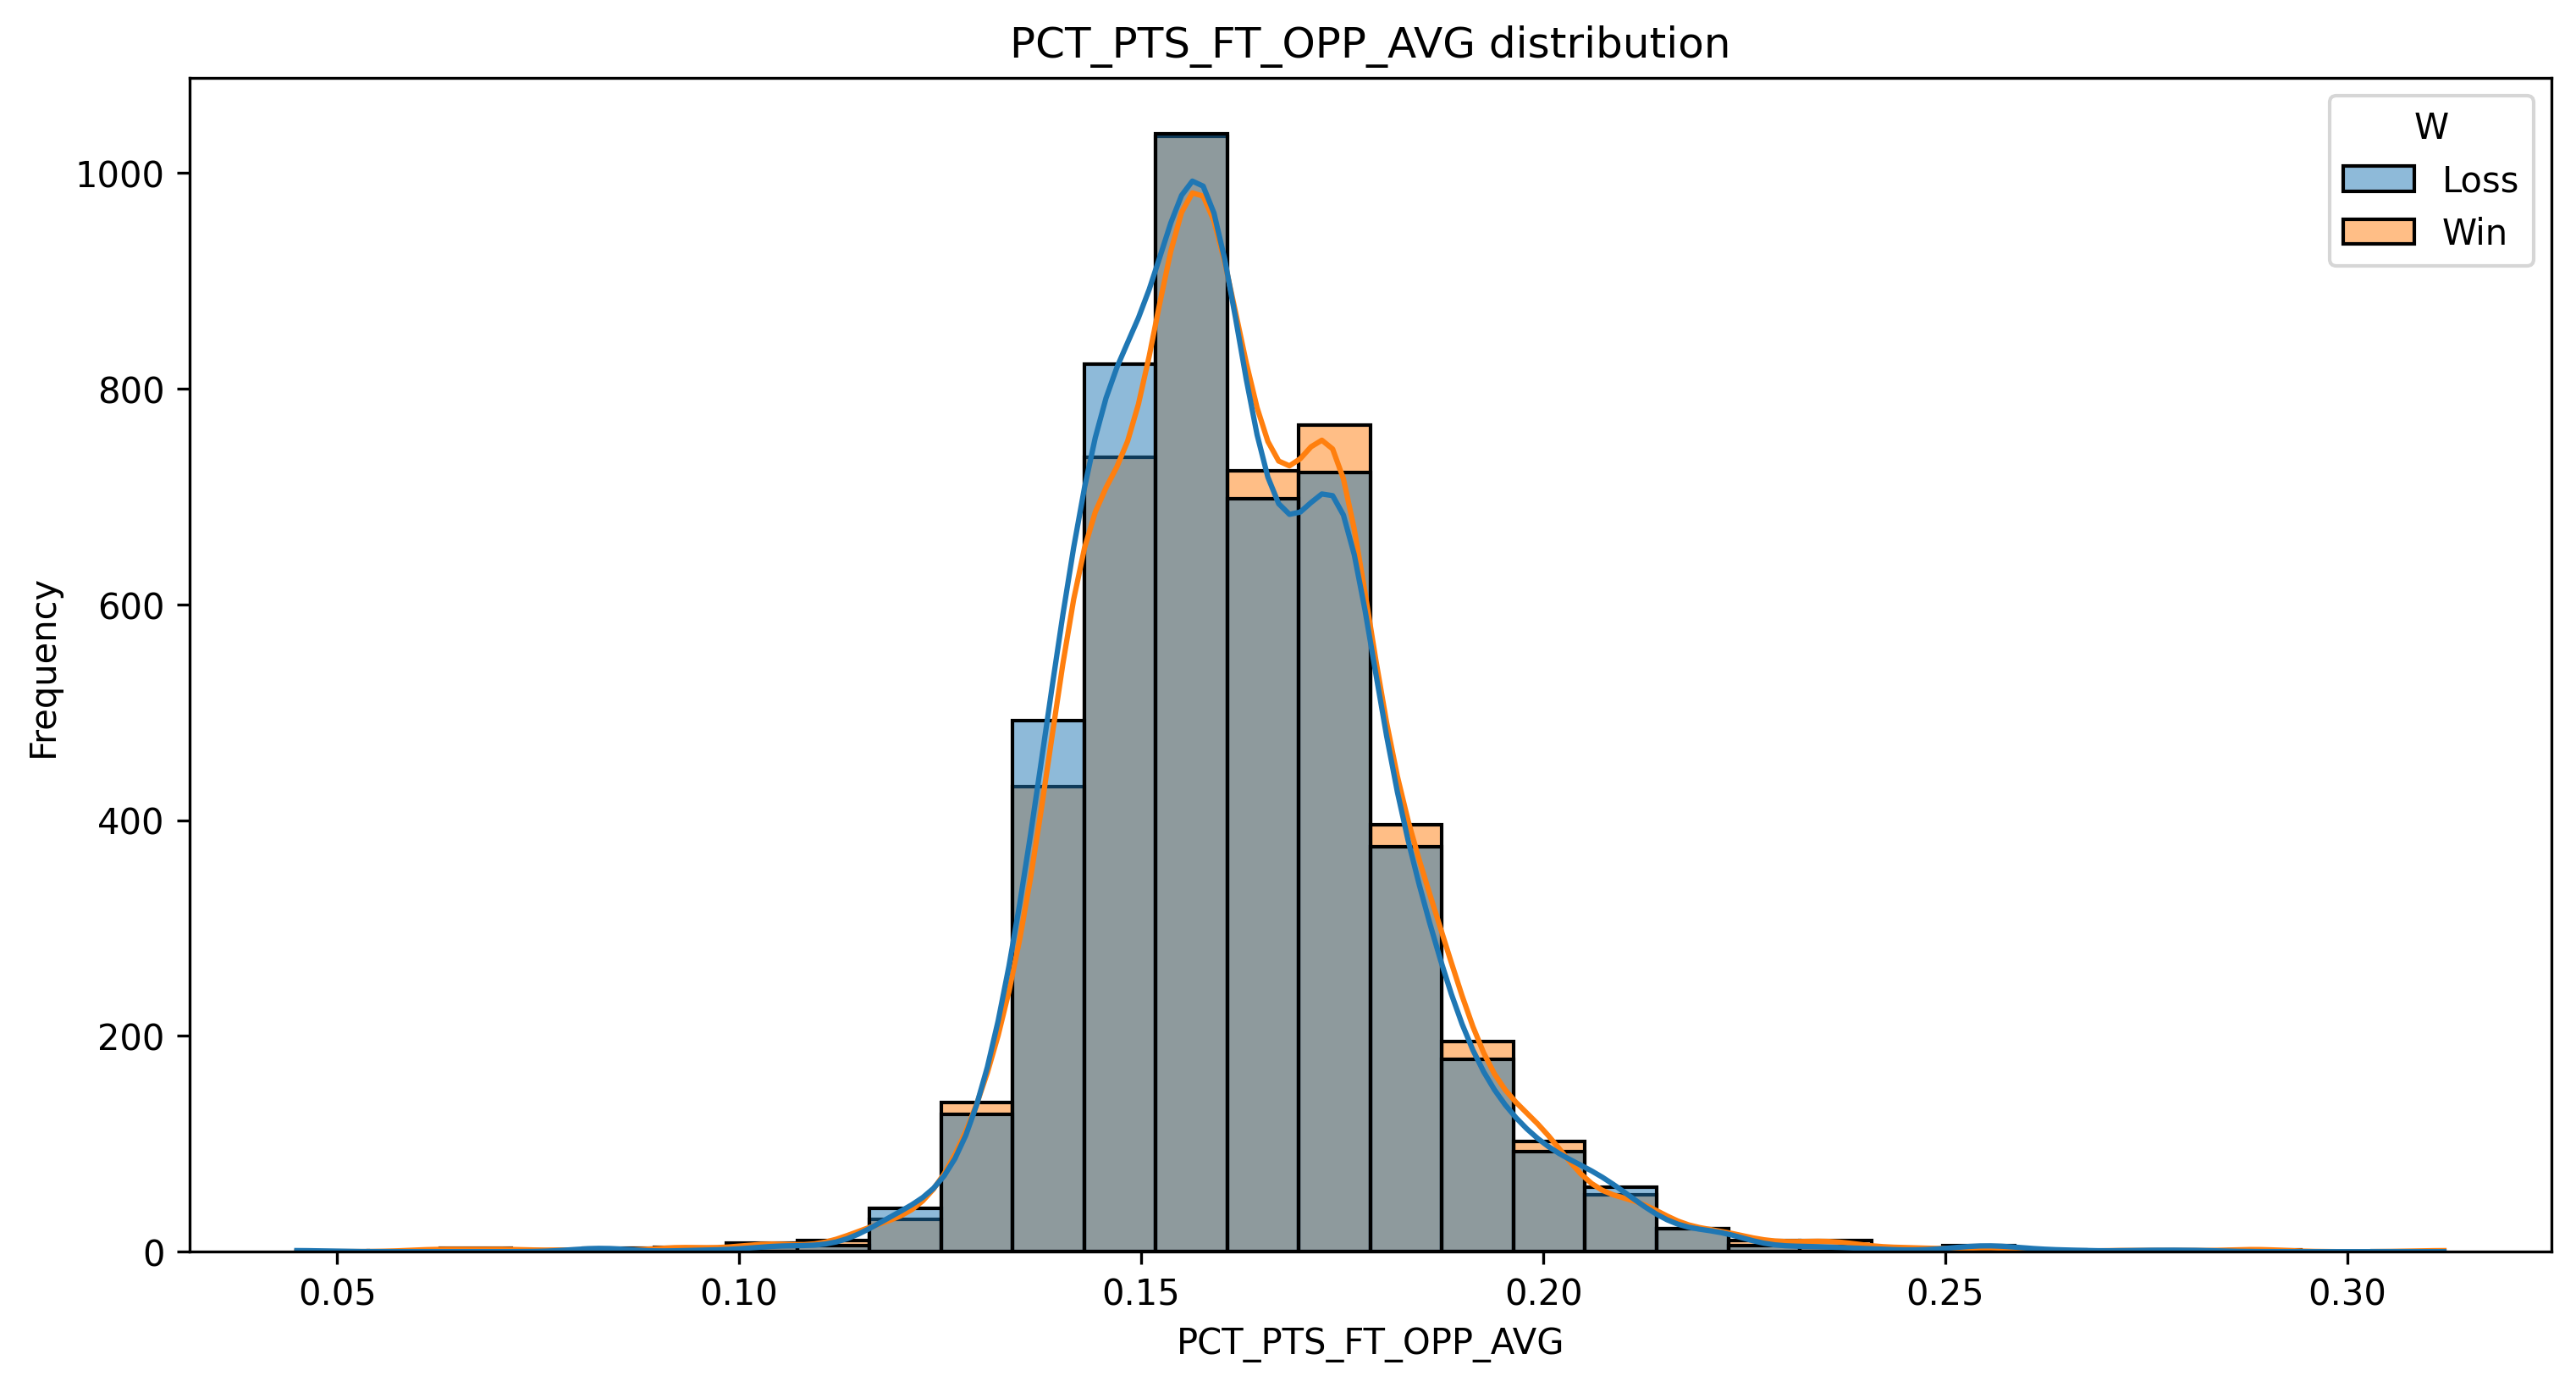 PCT_PTS_FT_OPP_AVG distribution
W
Loss
Win
1000
800
600
400
200
0
Frequency
0.05 0.10 0.15 0.20 0.25 0.30
PCT_PTS_FT_OPP_AVG